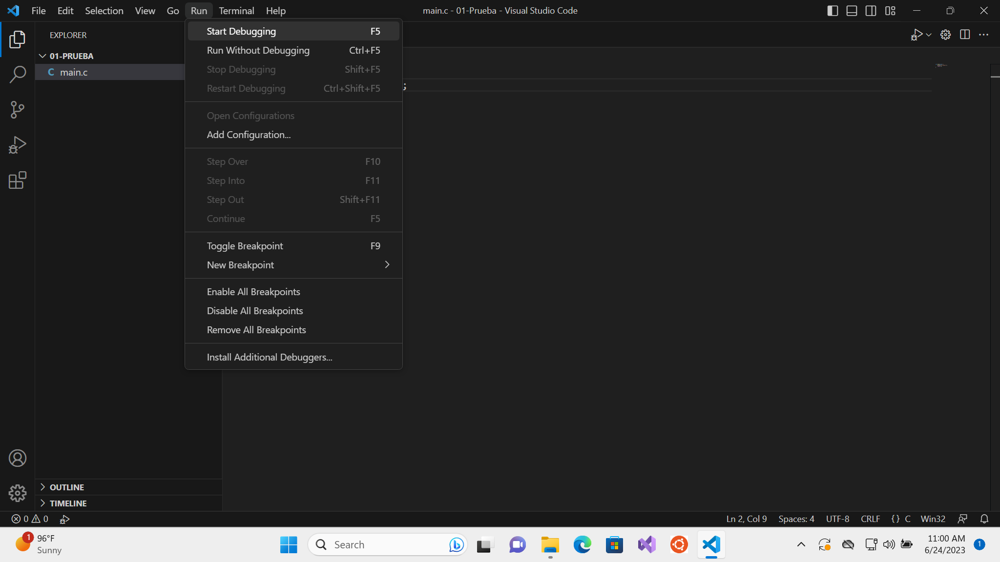 File Edit Selection View Go Run Terminal Help
main.c - 01-Prueba - Visual Studio Code
EXPLORER
01-PRUEBA
C main.c
Start Debugging F5
Run Without Debugging Ctrl+F5
Stop Debugging Shift+F5
Restart Debugging Ctrl+Shift+F5
Open Configurations
Add Configuration...
Step Over F10
Step Into F11
Step Out Shift+F11
Continue F5
Toggle Breakpoint F9
New Breakpoint
Enable All Breakpoints
Disable All Breakpoints
Remove All Breakpoints
Install Additional Debuggers...
;
OUTLINE
TIMELINE
0 0
Ln 2, Col 9 Spaces: 4 UTF-8 CRLF {} C Win32
1
96°F
Sunny
Search
11:00 AM
6/24/2023
1